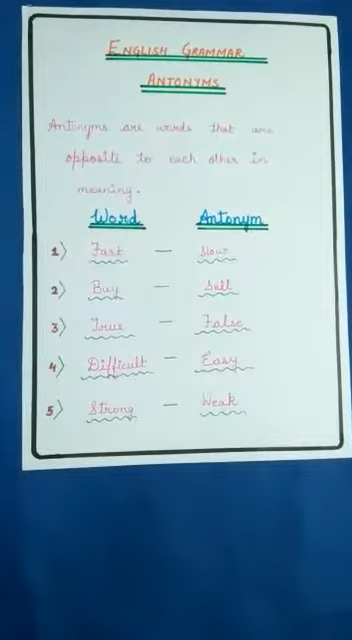 ENGLISH GRAMMAR
ANTONYMS
Antonyms are words that are
opposite to each other in
meaning.
Word Antonym
1) Fast — Slow
2) Buy — Sell
3) True — False
4) Difficult — Easy
5) Strong — Weak